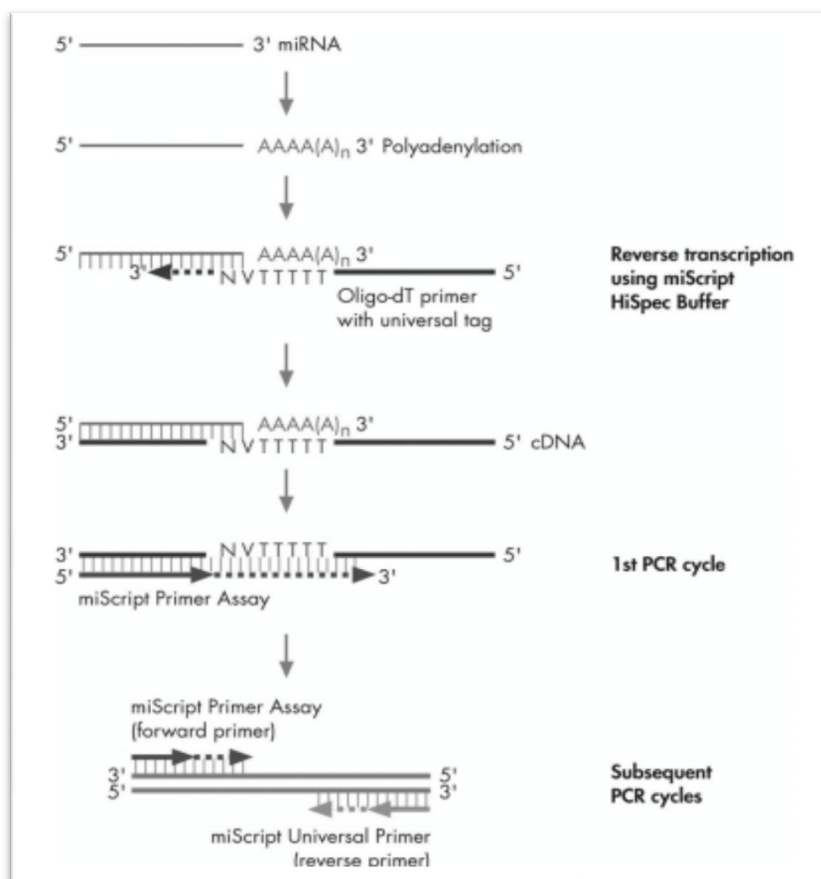 5' 3' miRNA
5' AAAA(A)n 3' Polyadenylation
5' AAAA(A)n 3'
3' N V T T T T T 5'
Oligo-dT primer
with universal tag
Reverse transcription
using miScript
HiSpec Buffer
5' AAAA(A)n 3'
3' N V T T T T T 5' cDNA
N V T T T T T
3' 5'
5' 3'
miScript Primer Assay
1st PCR cycle
miScript Primer Assay
(forward primer)
3' 5'
5' 3'
miScript Universal Primer
(reverse primer)
Subsequent
PCR cycles